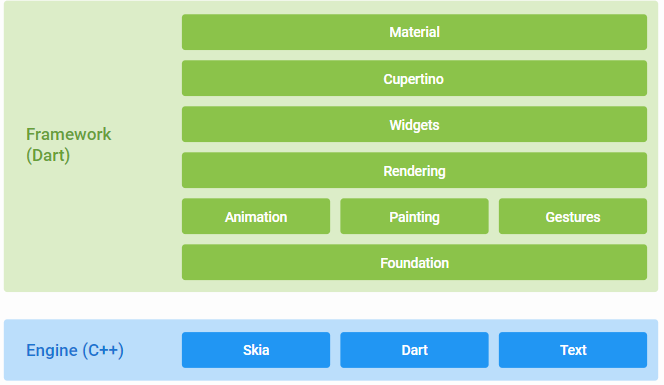 Material
Cupertino
Widgets
Framework
(Dart)
Rendering
Animation
Painting
Gestures
Foundation
Engine (C++)
Skia
Dart
Text